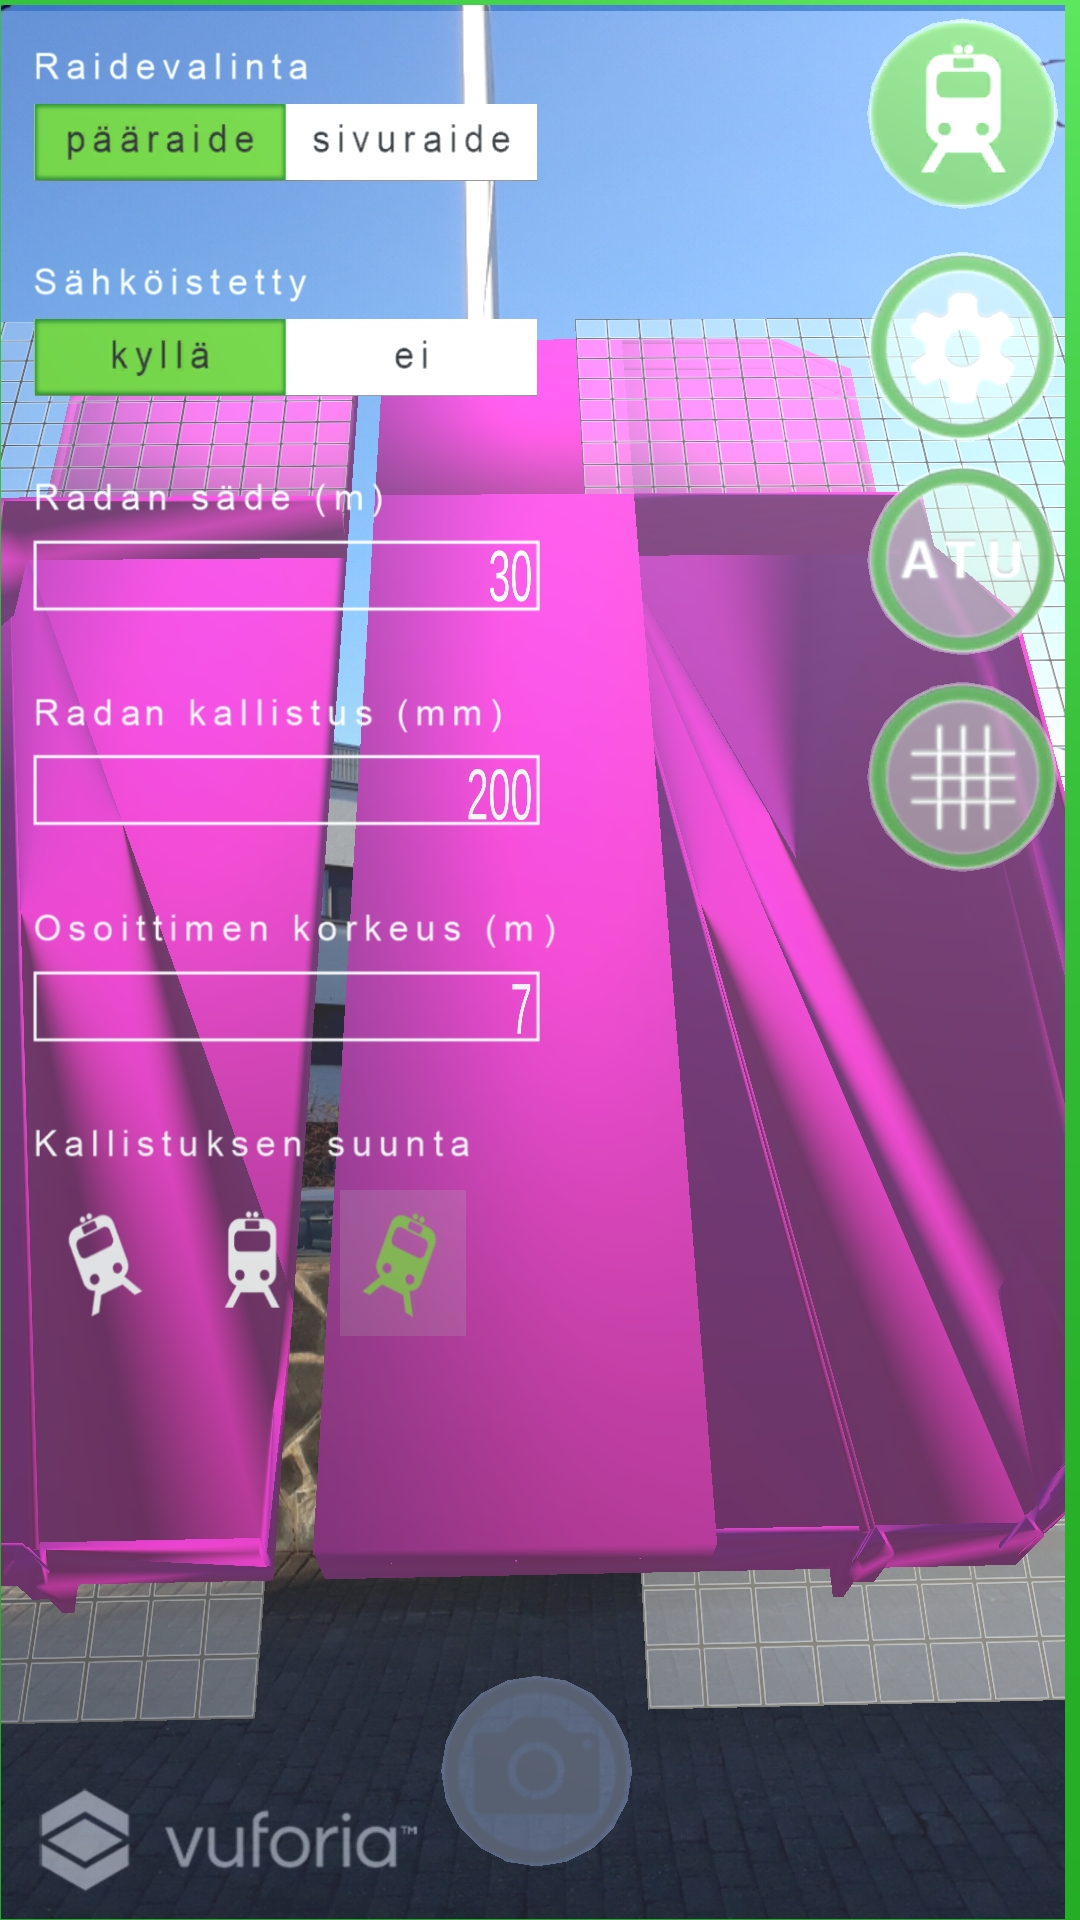 Raidevalinta
pääraide sivuraide
Sähköistetty
kyllä ei
Radan säde (m)
30
ATU
Radan kallistus (mm)
200
Osoittimen korkeus (m)
7
Kallistuksen suunta
vuforia™